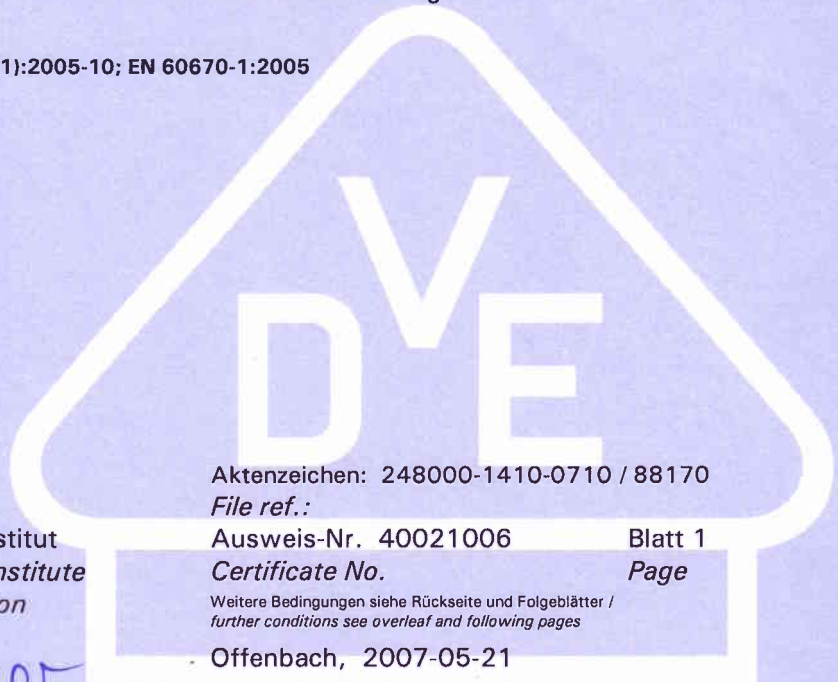 1):2005-10; EN 60670-1:2005
VDE
Aktenzeichen: 248000-1410-0710 / 88170
File ref.:
stitut Ausweis-Nr. 40021006 Blatt 1
nstitute Certificate No. Page
on Weitere Bedingungen siehe Rückseite und Folgeblätter /
further conditions see overleaf and following pages
Offenbach, 2007-05-21